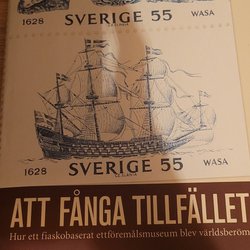 SVERIGE 55
1628 WASA
1628 WASA
SVERIGE 55
ATT FÅNGA TILLFÄLLET
Hur ett fiaskobaserat ettföremålsmuseum blev världsberöm